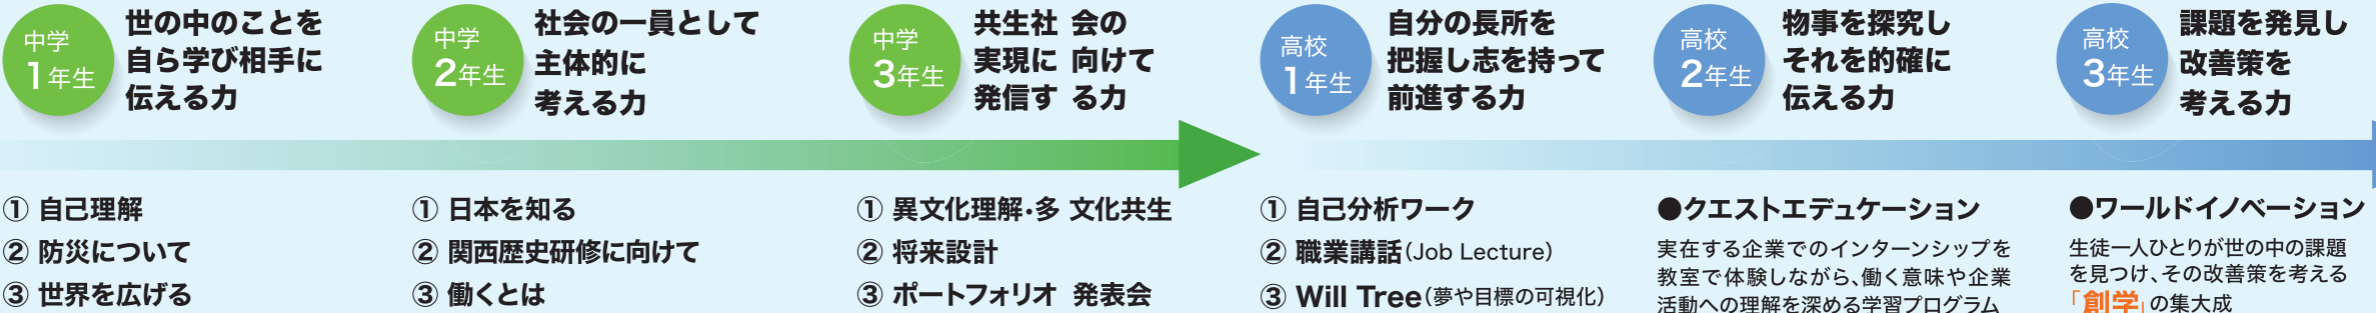 中学
1年生
世の中のことを
自ら学び相手に
伝える力
中学
2年生
社会の一員として
主体的に
考える力
中学
3年生
共生社 会の
実現に 向けて
発信す る力
高校
1年生
自分の長所を
把握し志を持って
前進する力
高校
2年生
物事を探究し
それを的確に
伝える力
高校
3年生
課題を発見し
改善策を
考える力
① 自己理解
② 防災について
③ 世界を広げる
① 日本を知る
② 関西歴史研修に向けて
③ 働くとは
① 異文化理解・多 文化共生
② 将来設計
③ ポートフォリオ 発表会
① 自己分析ワーク
② 職業講話(Job Lecture)
③ Will Tree(夢や目標の可視化)
●クエストエデュケーション
実在する企業でのインターンシップを
教室で体験しながら、働く意味や企業
活動への理解を深める学習プログラム
●ワールドイノベーション
生徒一人ひとりが世の中の課題
を見つけ、その改善策を考える
「創学」の集大成